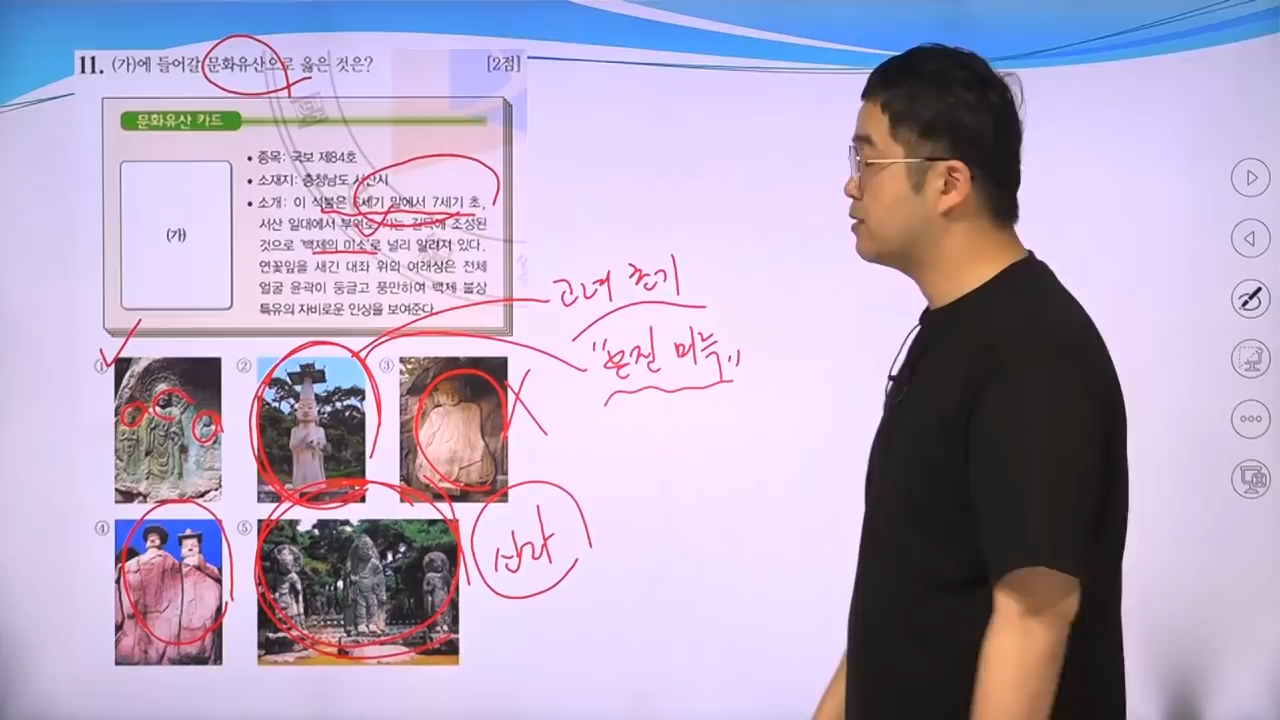 11. (가)에 들어갈 문화유산으로 옳은 것은? [2점]
문화유산 카드
(가)
• 종목: 국보 제84호
• 소재지: 충청남도 서산시
• 소개: 이 석불은 6세기 말에서 7세기 초,
서산 일대에서 부여로 가는 길목에 조성된
것으로 '백제의 미소'로 널리 알려져 있다.
연꽃잎을 새긴 대좌 위의 여래상은 전체
얼굴 윤곽이 둥글고 풍만하여 백제 불상
특유의 자비로운 인상을 보여준다.
고려 초기
"은진 미륵"
① ② ③
④ ⑤
신라